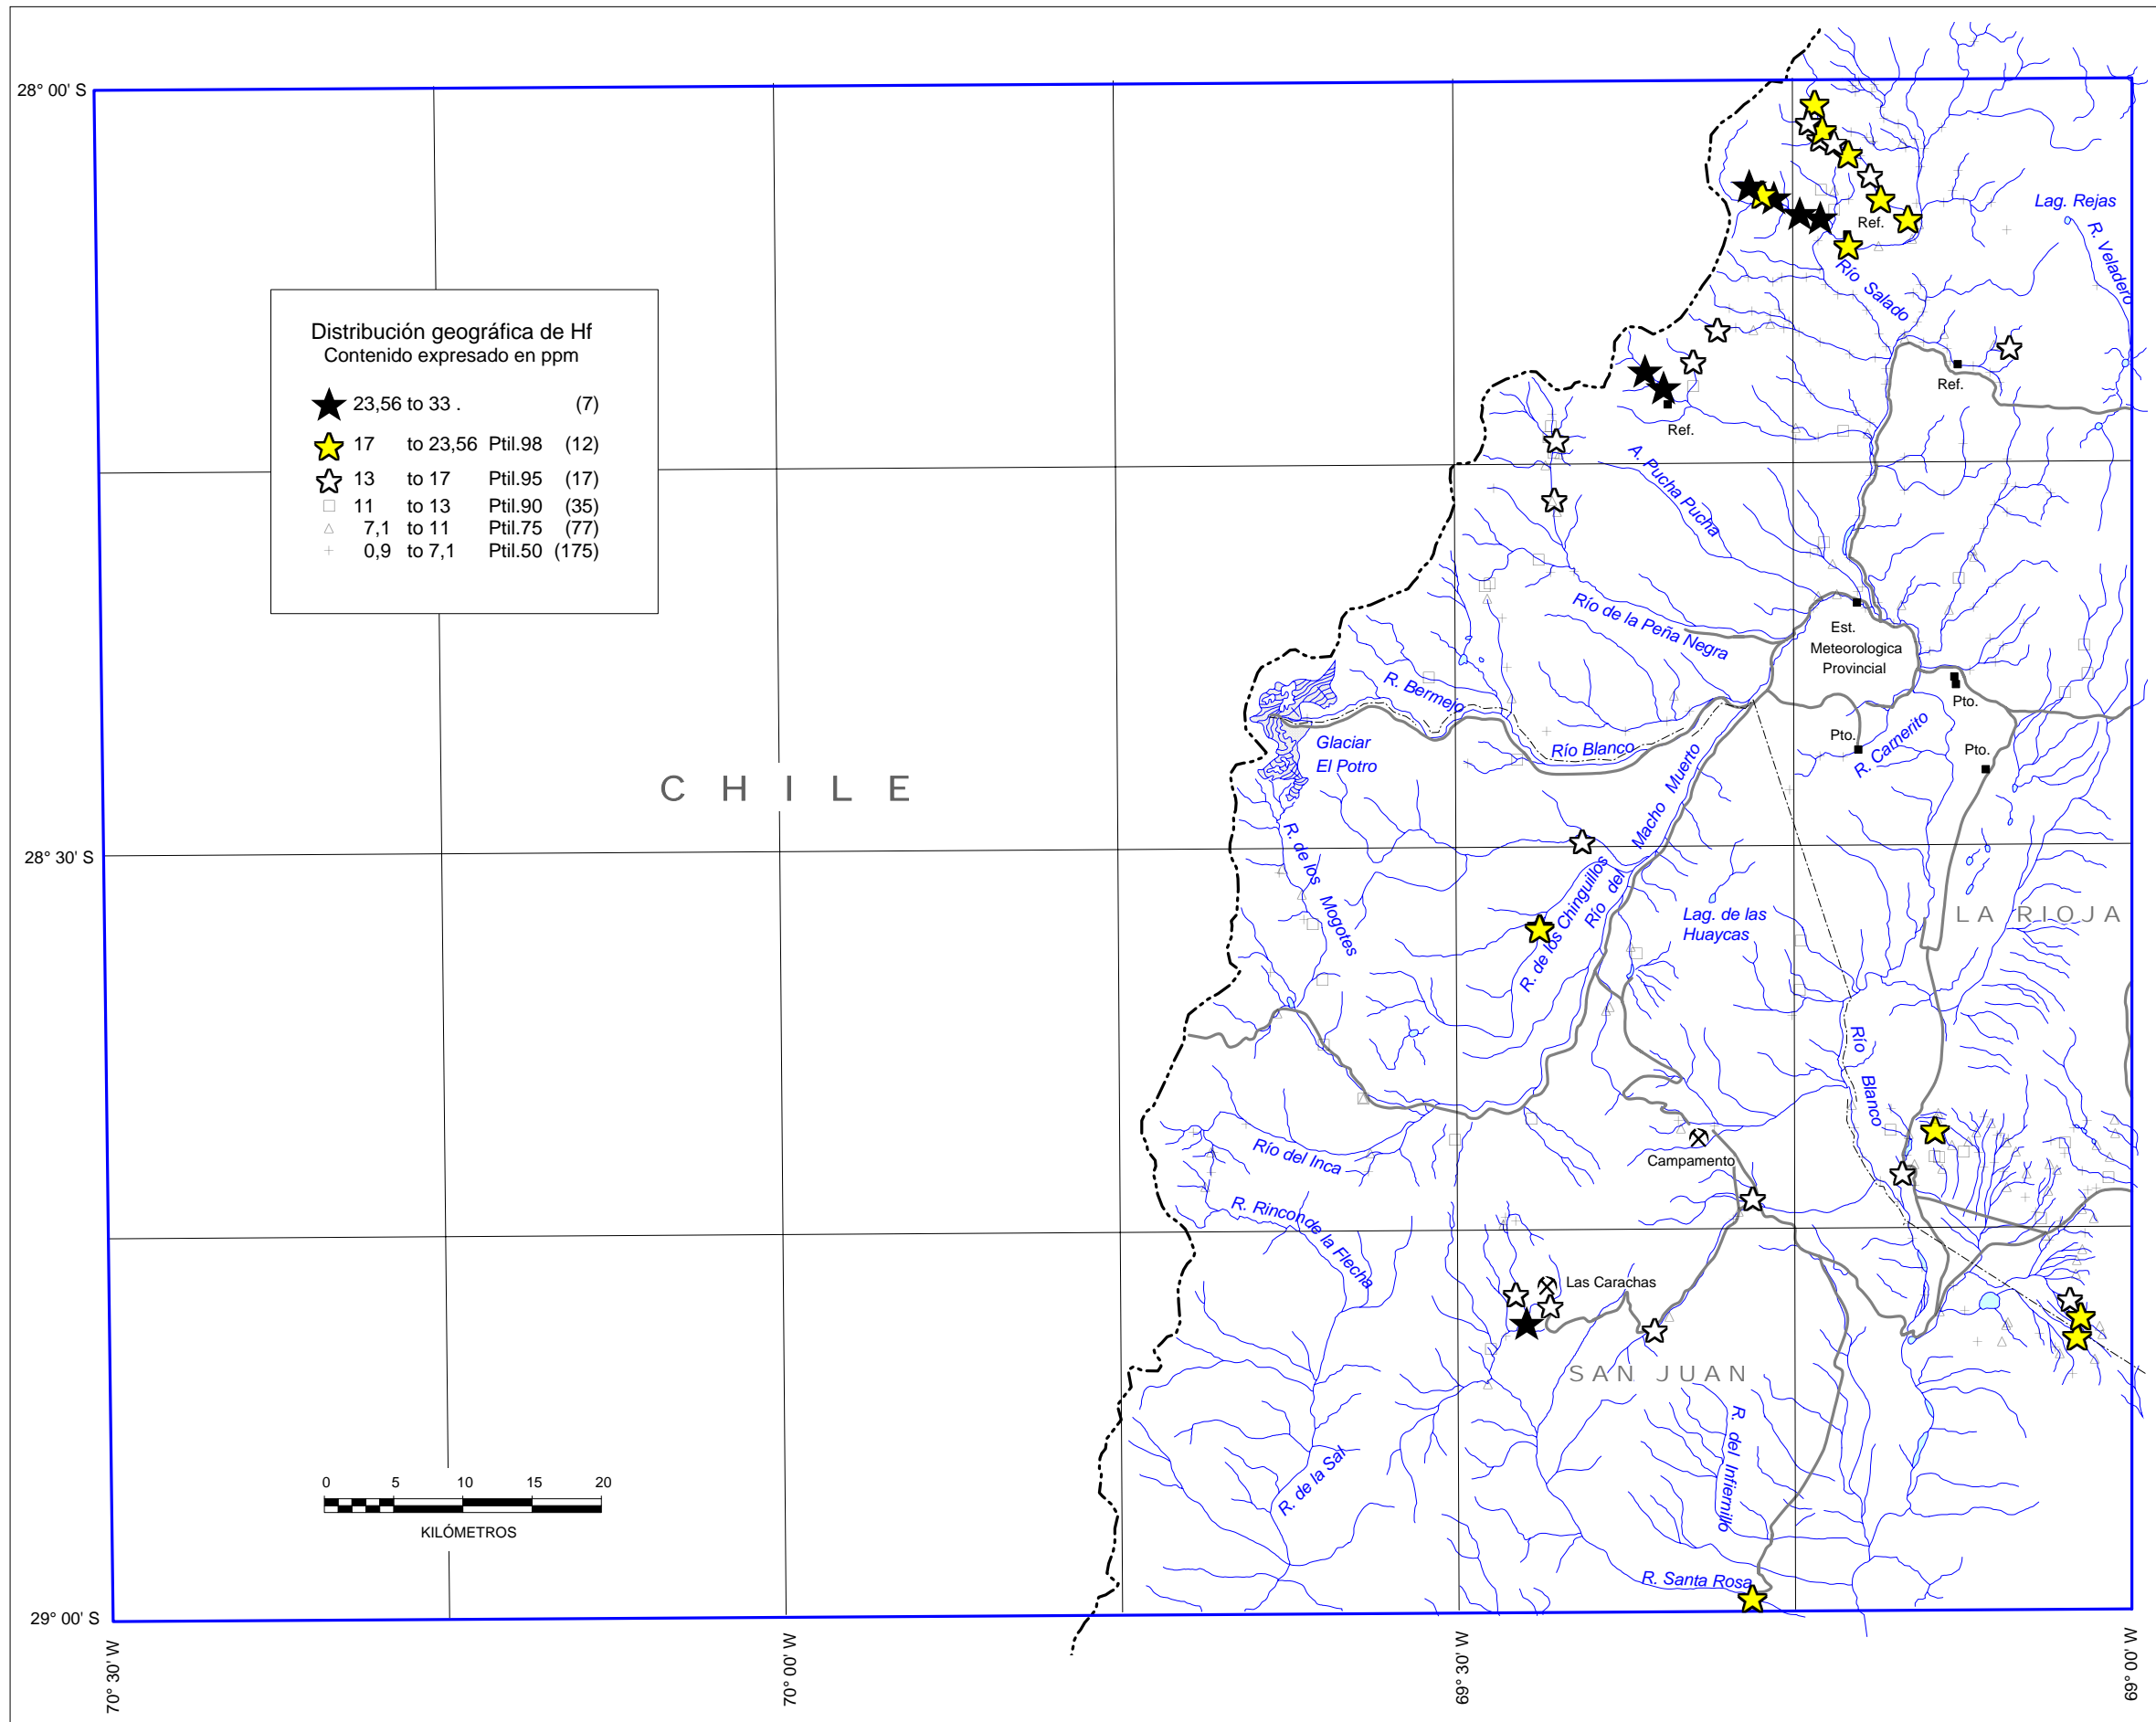 28° 00' S
Lag. Rejas
R. Veladero
Ref.
Río Salado
Distribución geográfica de Hf
Contenido expresado en ppm
23,56 to 33 . (7)
17 to 23,56 Ptil.98 (12)
13 to 17 Ptil.95 (17)
11 to 13 Ptil.90 (35)
7,1 to 11 Ptil.75 (77)
0,9 to 7,1 Ptil.50 (175)
Ref.
Ref.
A. Pucha Pucha
Río de la Peña Negra
Est.
Meteorologica
Provincial
R. Bermejo
Pto.
Glaciar
El Potro
Río Blanco
Pto.
R. Carnerito
Pto.
CHILE
Río del Macho Muerto
28° 30' S
R. de los Mogotes
R. de los Chinguillos
Lag. de las
Huaycas
LA RIOJA
Río Blanco
Río del Inca
Campamento
R. Rincon de la Flecha
Las Carachas
SAN JUAN
R. de la Sal
R. del Infiernillo
0 5 10 15 20
KILÓMETROS
R. Santa Rosa
29° 00' S
70° 30' W
70° 00' W
69° 30' W
69° 00' W